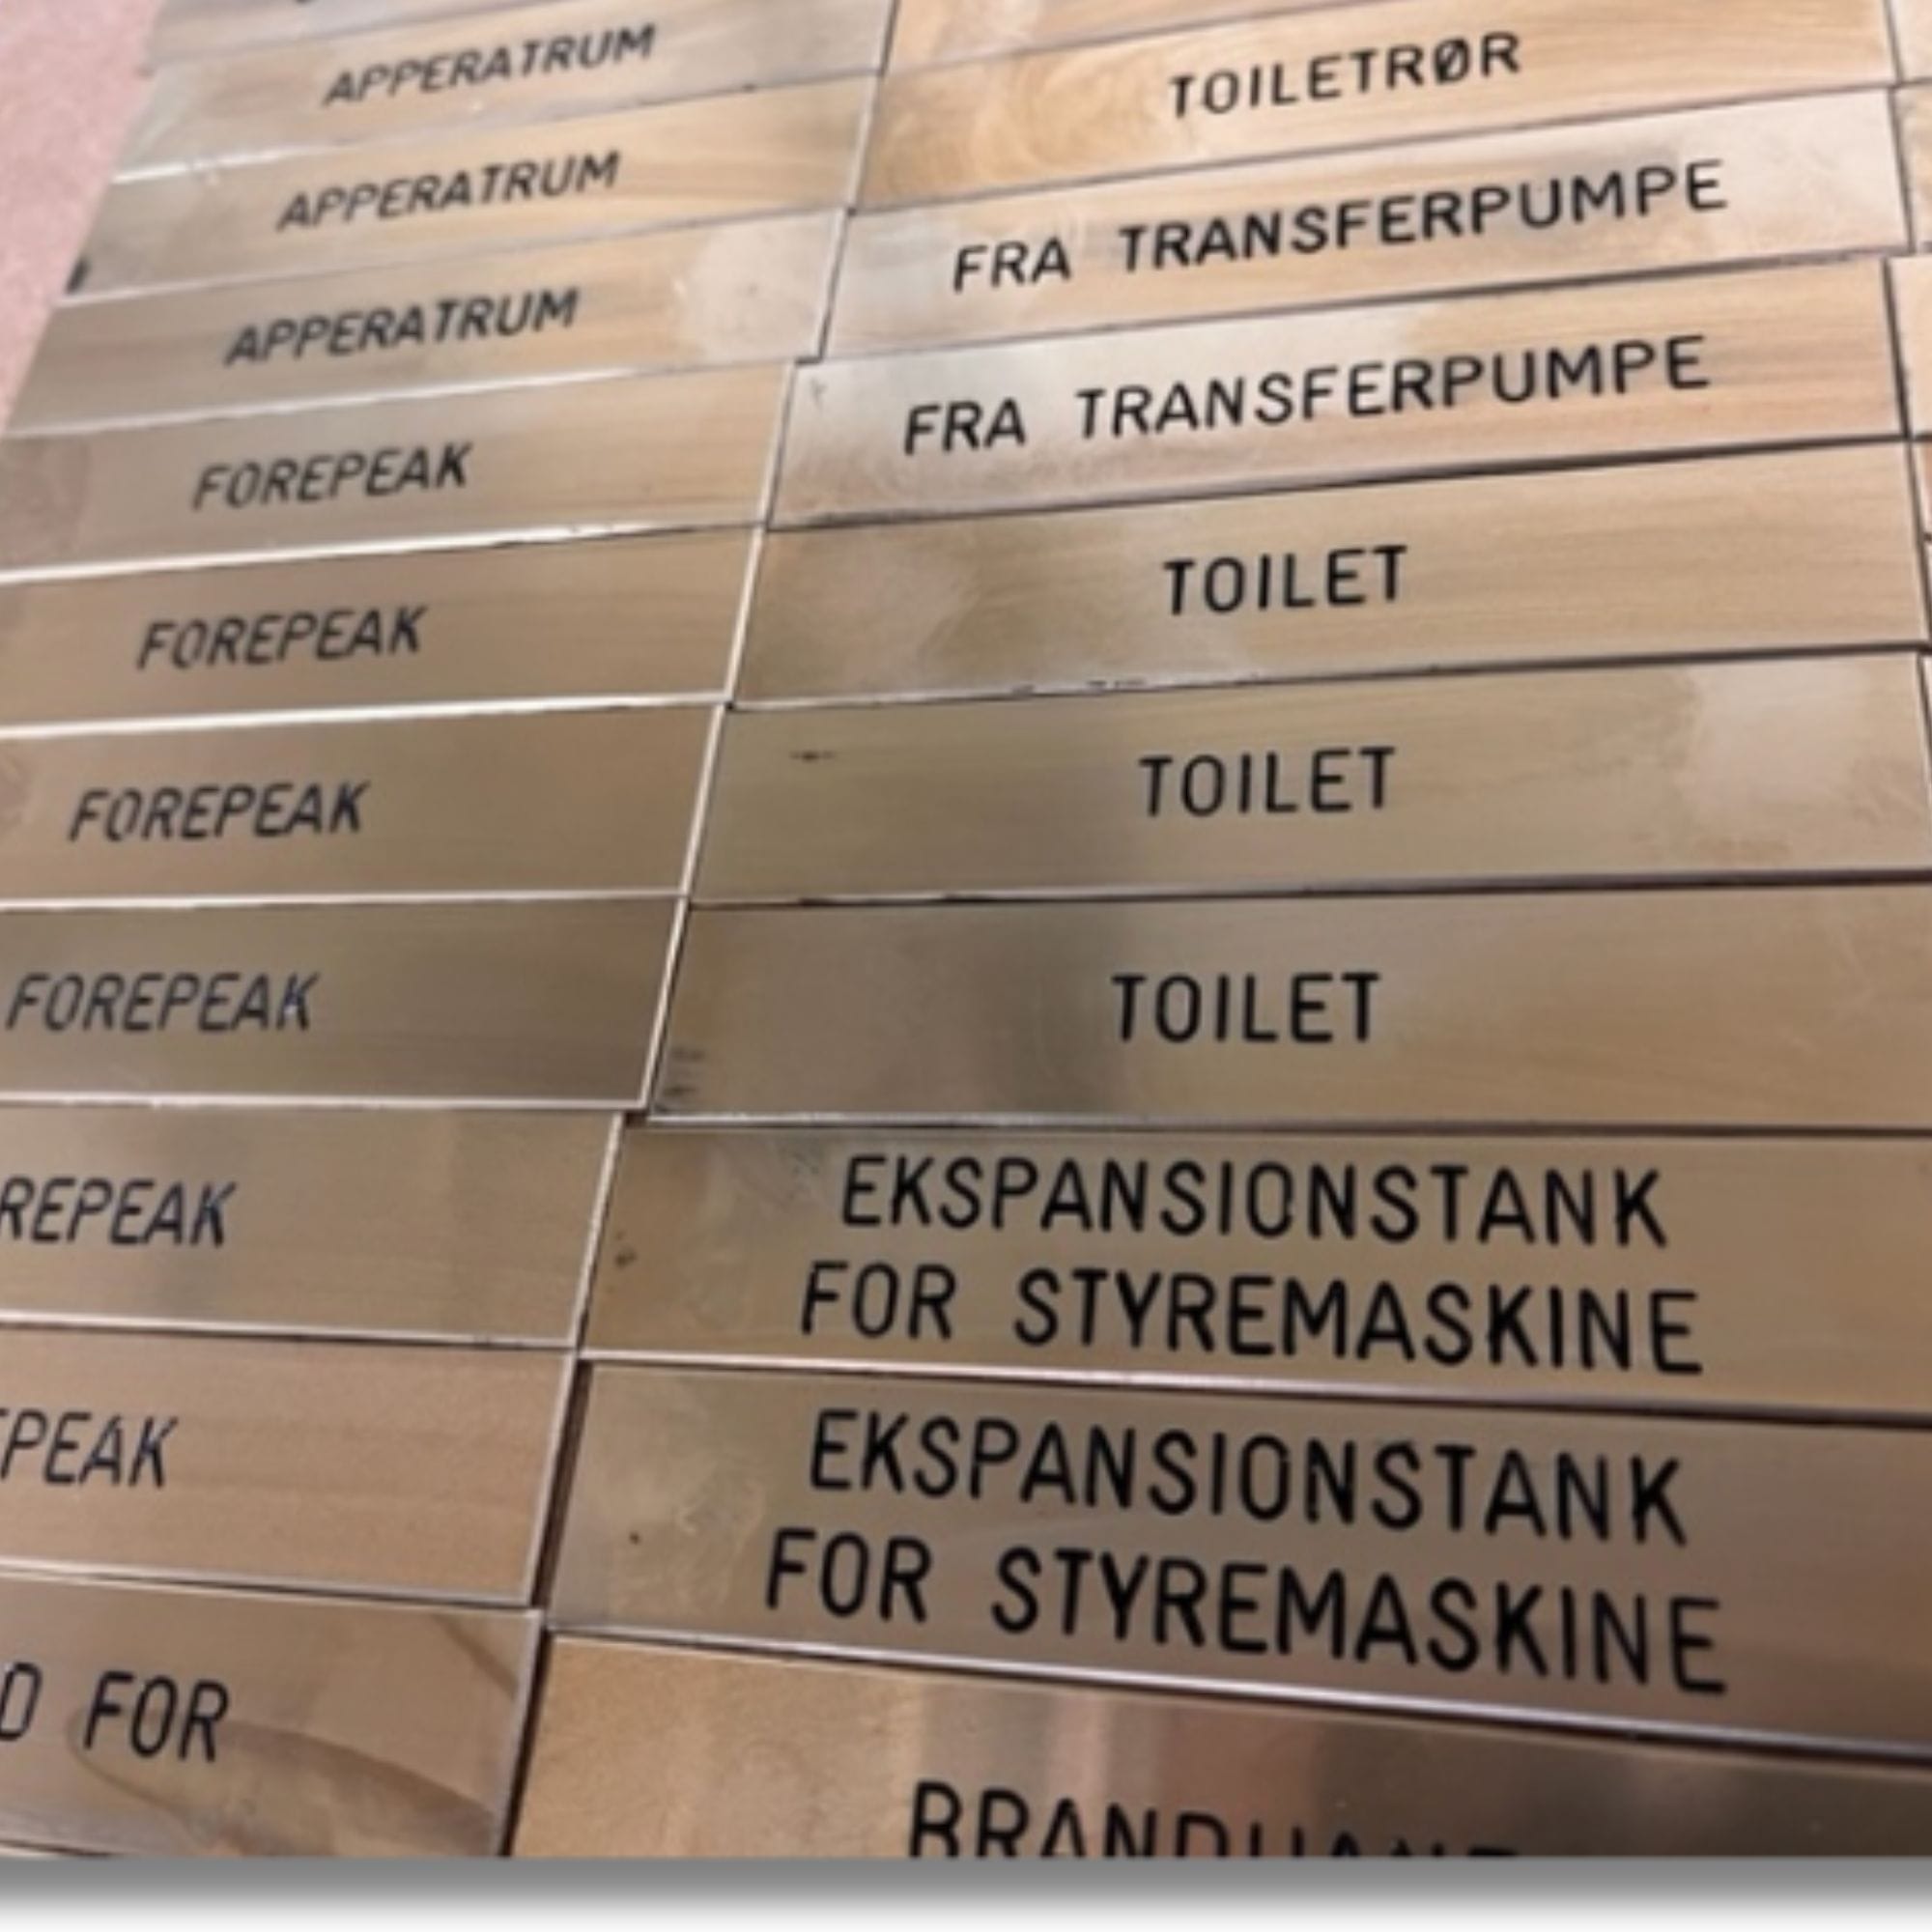 APPERATRUM
APPERATRUM
APPERATRUM
FOREPEAK
FOREPEAK
FOREPEAK
FOREPEAK
REPEAK
PEAK
FOR
TOILETRØR
FRA TRANSFERPUMPE
FRA TRANSFERPUMPE
TOILET
TOILET
TOILET
EKSPANSIONSTANK
FOR STYREMASKINE
EKSPANSIONSTANK
FOR STYREMASKINE